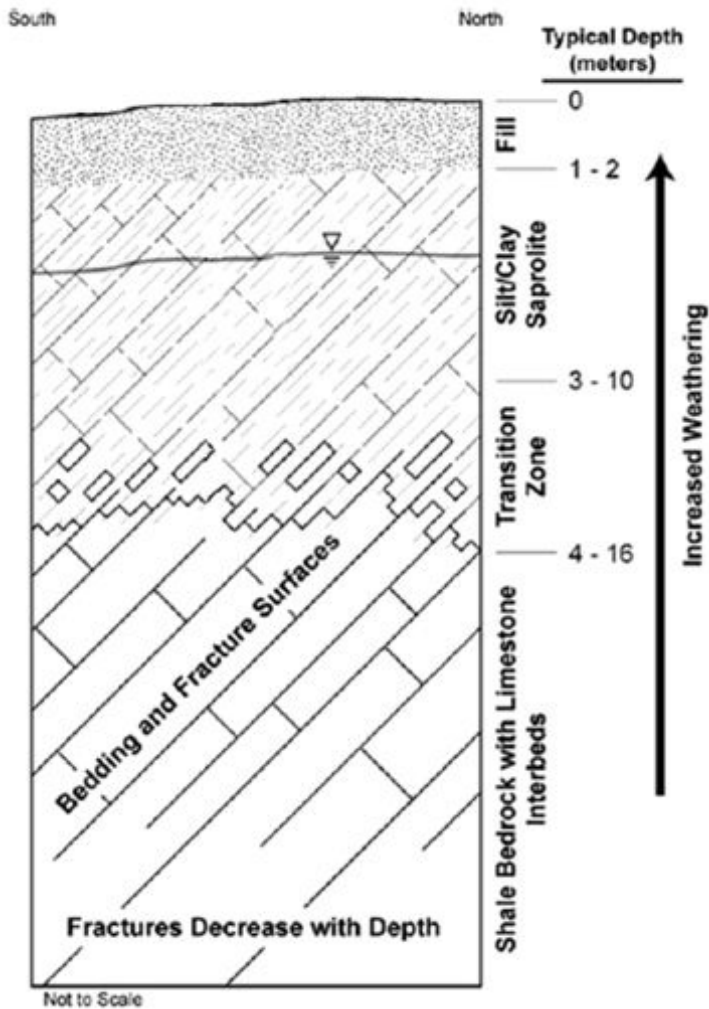 South
North
Typical Depth
(meters)
0
Fill
1 - 2
Silt/Clay
Saprolite
3 - 10
Transition
Zone
4 - 16
Increased Weathering
Bedding and Fracture Surfaces
Shale Bedrock with Limestone
Interbeds
Fractures Decrease with Depth
Not to Scale